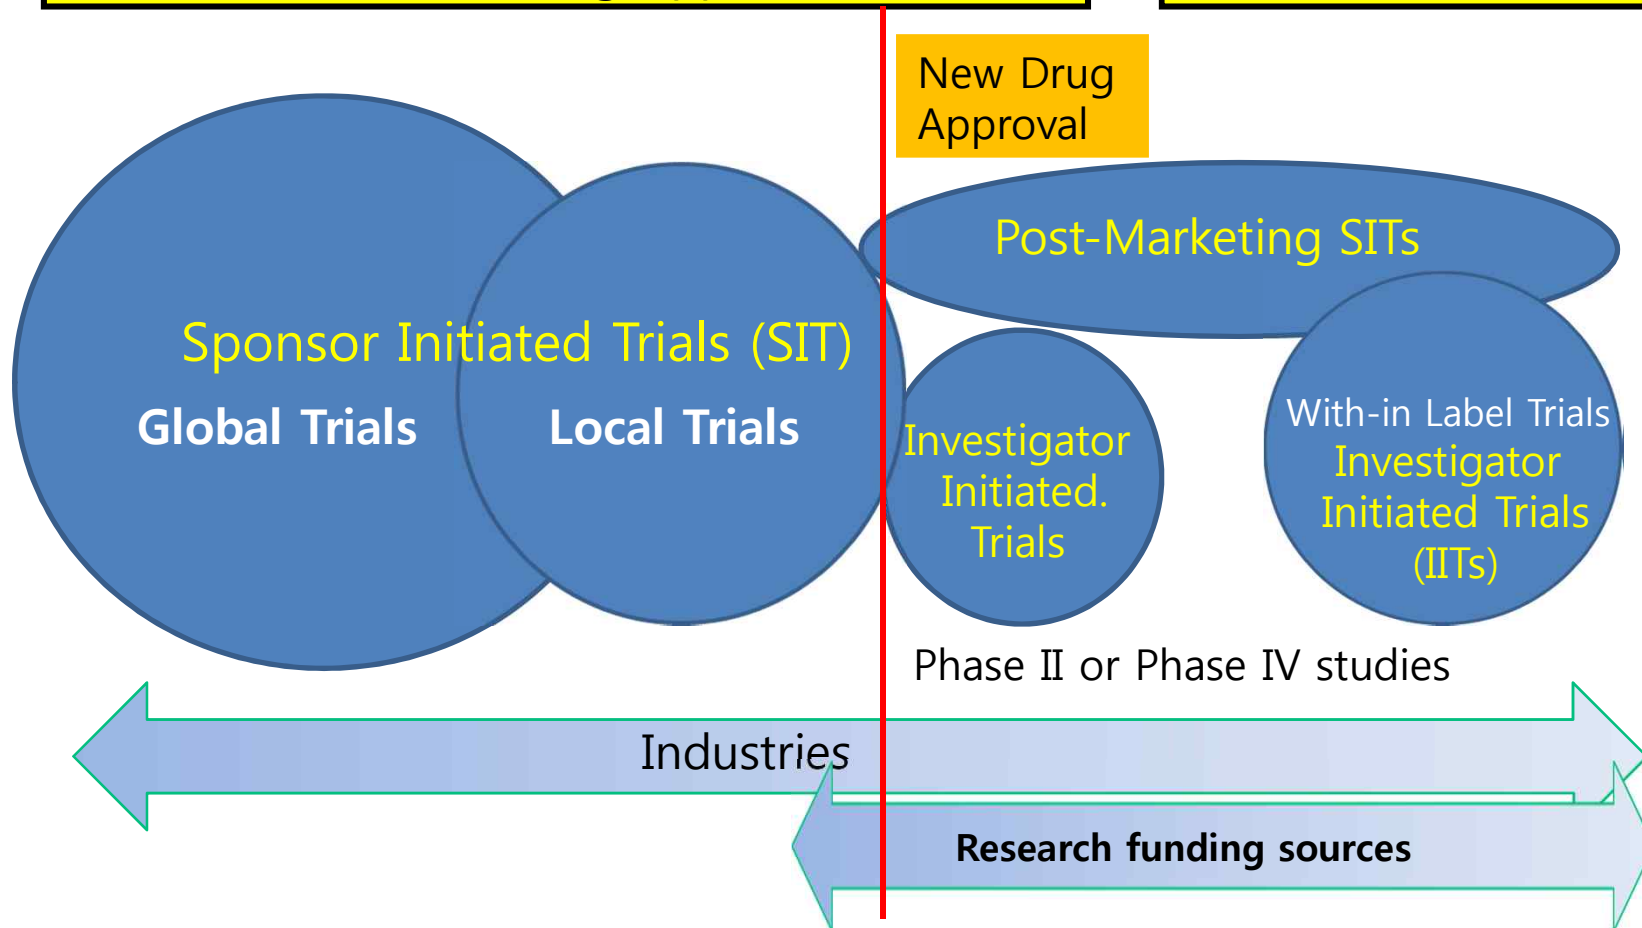 New Drug
Approval
Post-Marketing SITs
Sponsor Initiated Trials (SIT)
Global Trials
Local Trials
Investigator
Initiated.
Trials
With-in Label Trials
Investigator
Initiated Trials
(IITs)
Phase II or Phase IV studies
Industries
Research funding sources